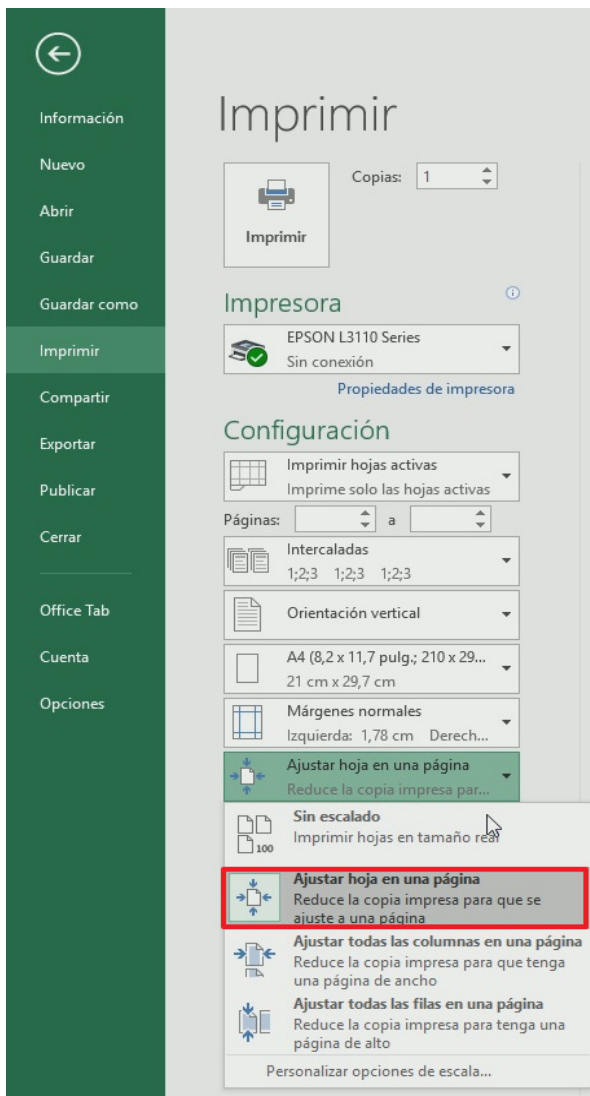 Información
Nuevo
Abrir
Guardar
Guardar como
Imprimir
Compartir
Exportar
Publicar
Cerrar
Office Tab
Cuenta
Opciones
Imprimir
Copias: 1
Imprimir
Impresora
EPSON L3110 Series
Sin conexión
Propiedades de impresora
Configuración
Imprimir hojas activas
Imprime solo las hojas activas
Páginas: a
Intercaladas
1;2;3 1;2;3 1;2;3
Orientación vertical
A4 (8,2 x 11,7 pulg.; 210 x 29...
21 cm x 29,7 cm
Márgenes normales
Izquierda: 1,78 cm Derech...
Ajustar hoja en una página
Reduce la copia impresa par...
Sin escalado
Imprimir hojas en tamaño real
100
Ajustar hoja en una página
Reduce la copia impresa para que se
ajuste a una página
Ajustar todas las columnas en una página
Reduce la copia impresa para que tenga
una página de ancho
Ajustar todas las filas en una página
Reduce la copia impresa para tenga una
página de alto
Personalizar opciones de escala...